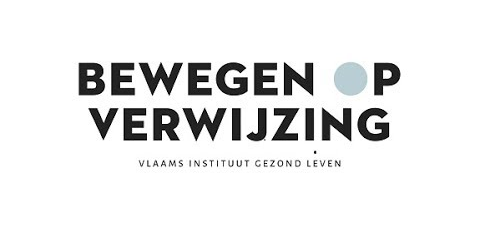 BEWEGEN OP
VERWIJZING
VLAAMS INSTITUUT GEZOND LEVEN